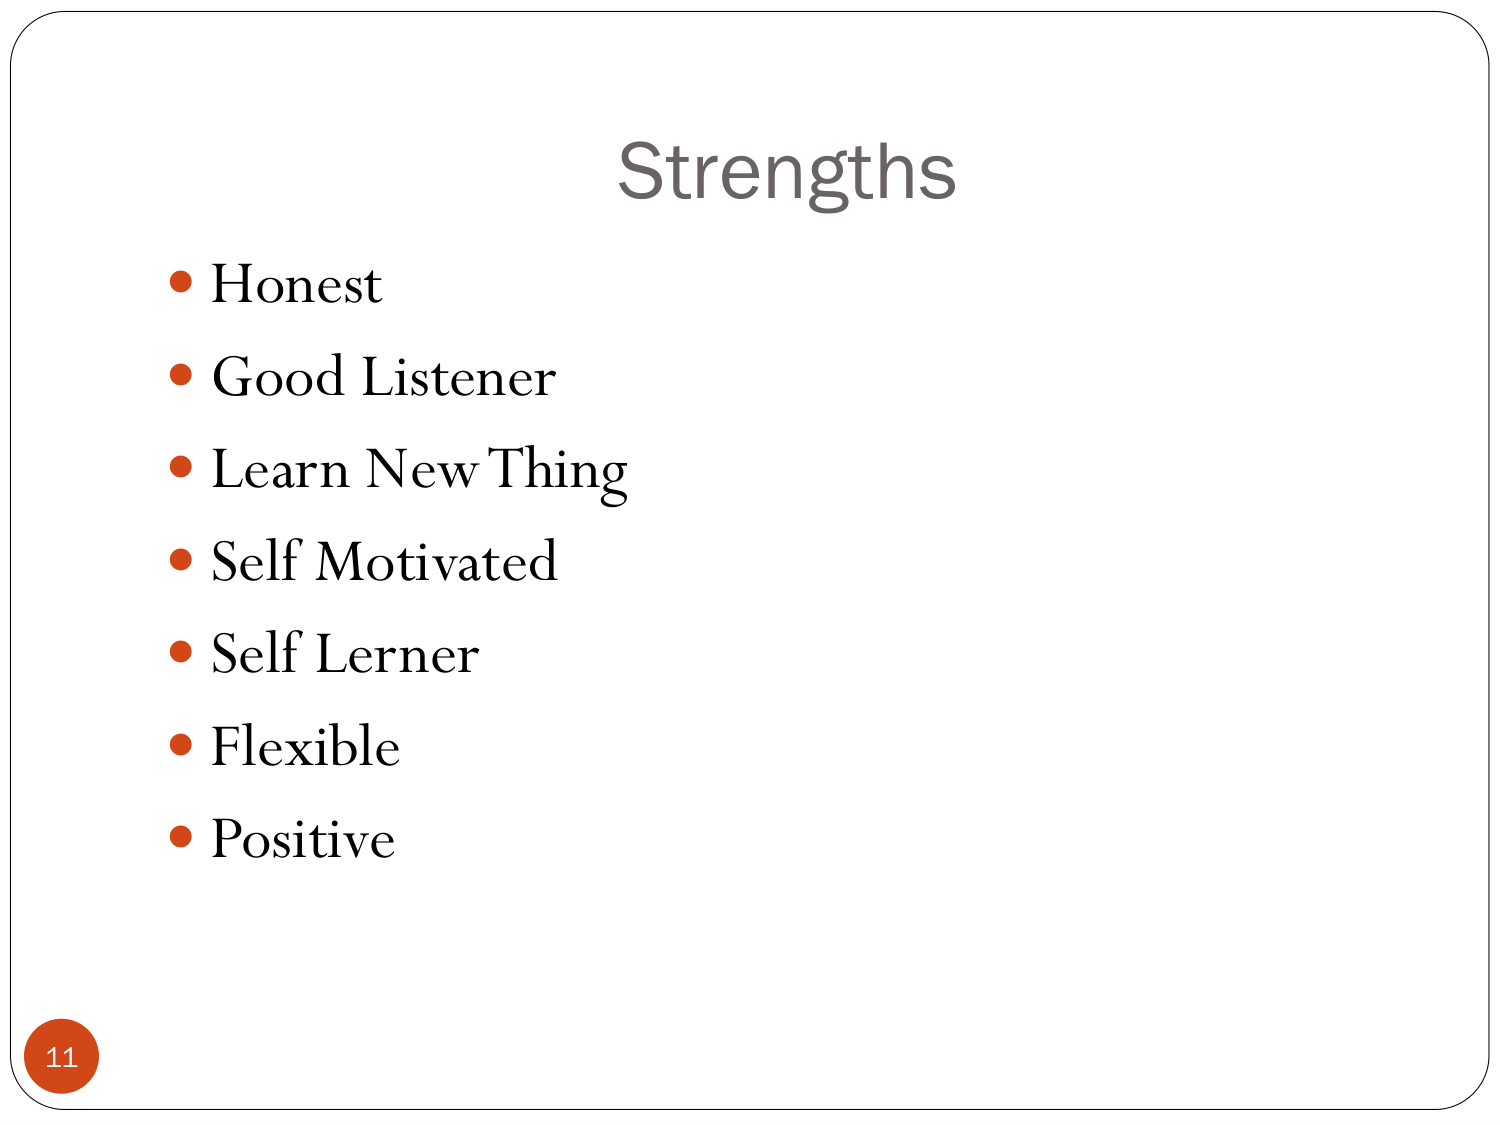 Strengths
Honest
Good Listener
Learn New Thing
Self Motivated
Self Lerner
Flexible
Positive
11